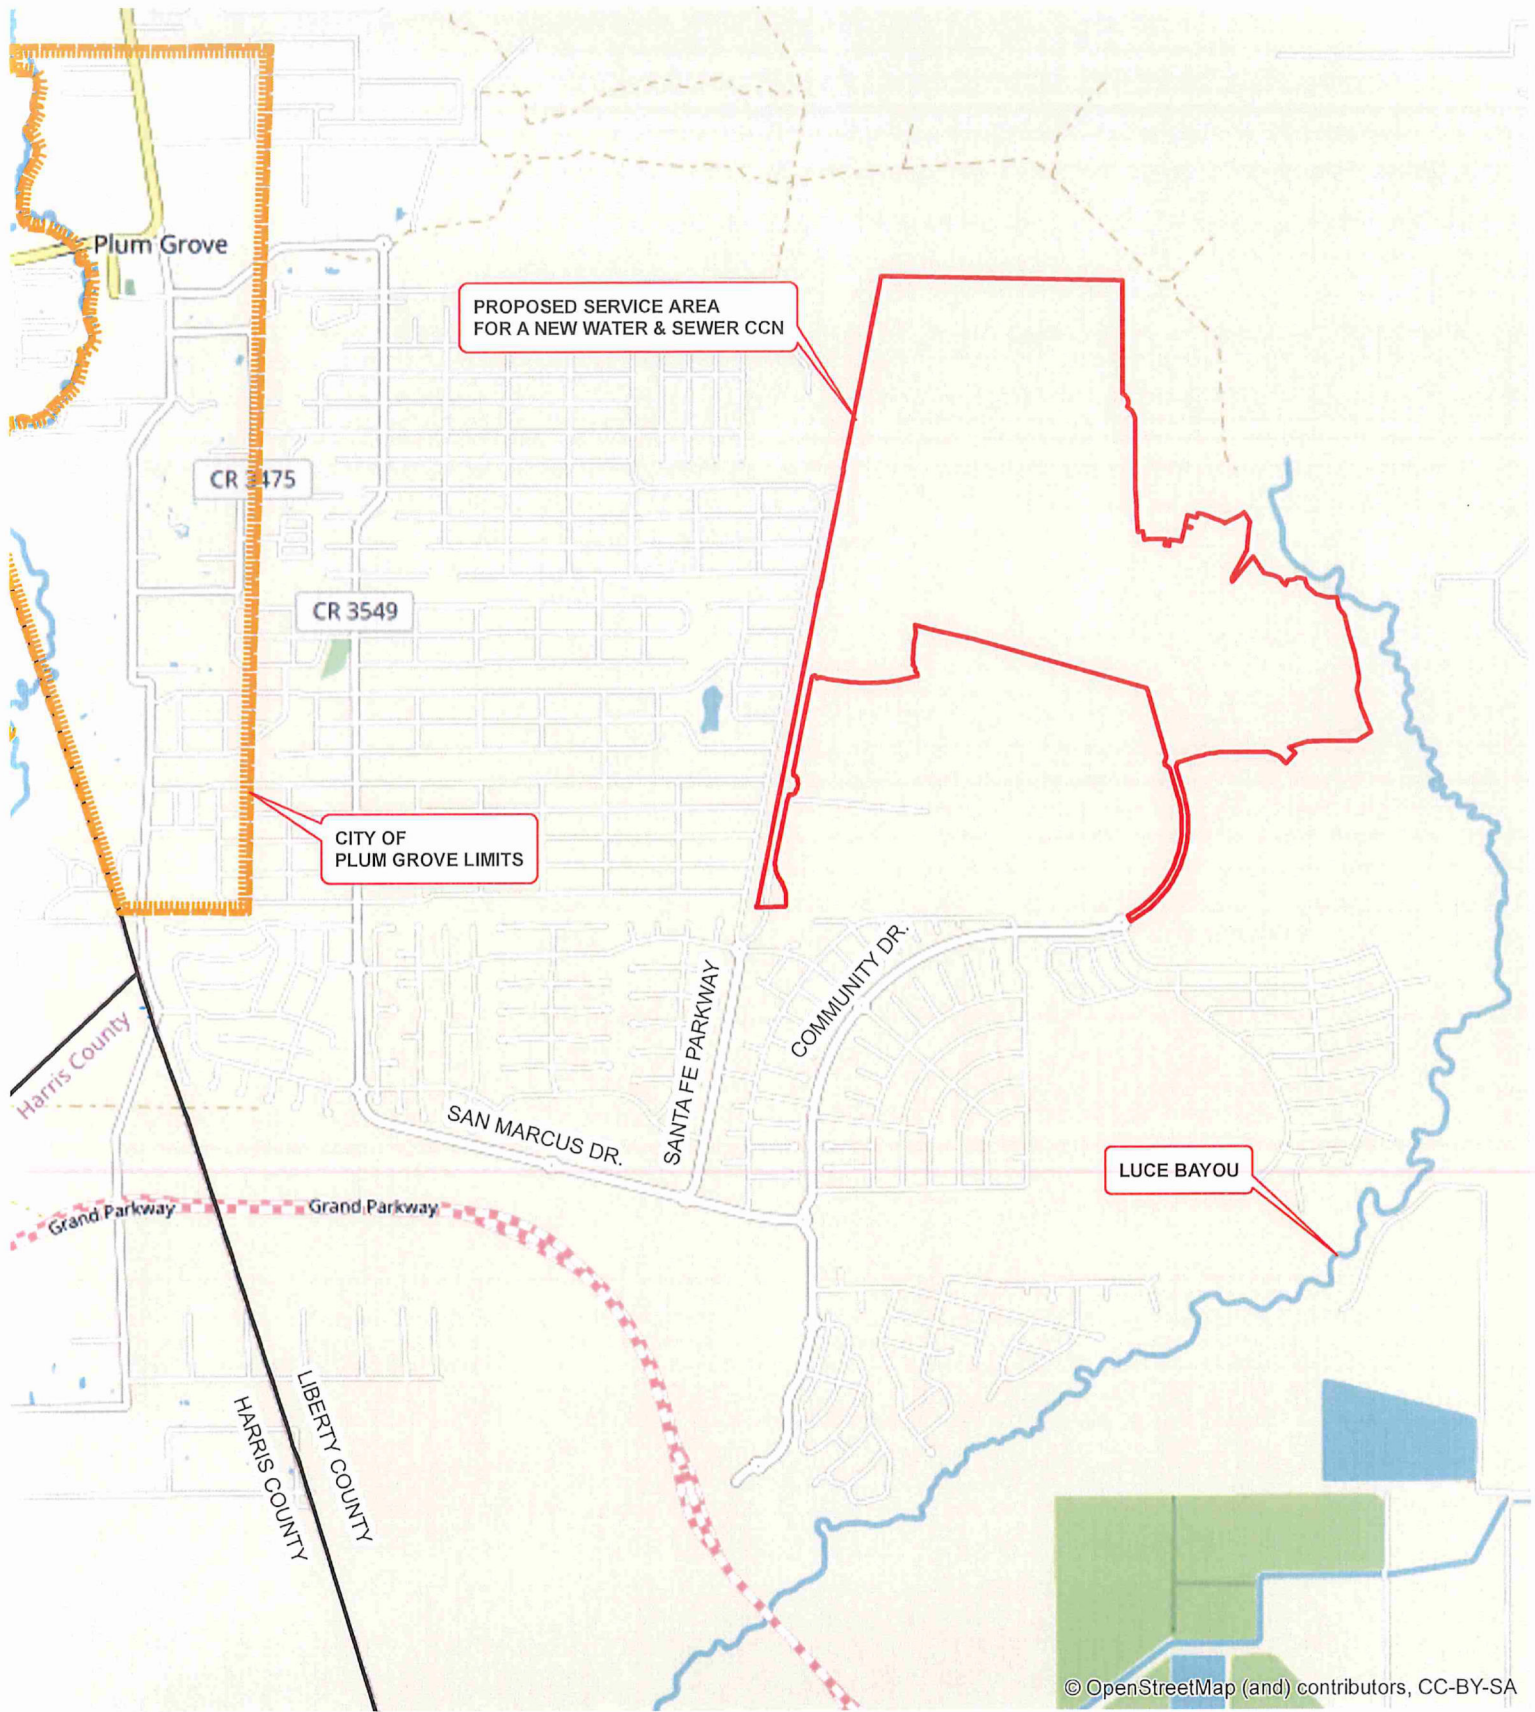 Plum Grove
PROPOSED SERVICE AREA
FOR A NEW WATER & SEWER CCN
CR 3475
CR 3549
CITY OF
PLUM GROVE LIMITS
COMMUNITY DR.
SANTA FE PARKWAY
Harris County
SAN MARCUS DR.
LUCE BAYOU
Grand Parkway
Grand Parkway
LIBERTY COUNTY
HARRIS COUNTY
© OpenStreetMap (and) contributors, CC-BY-SA